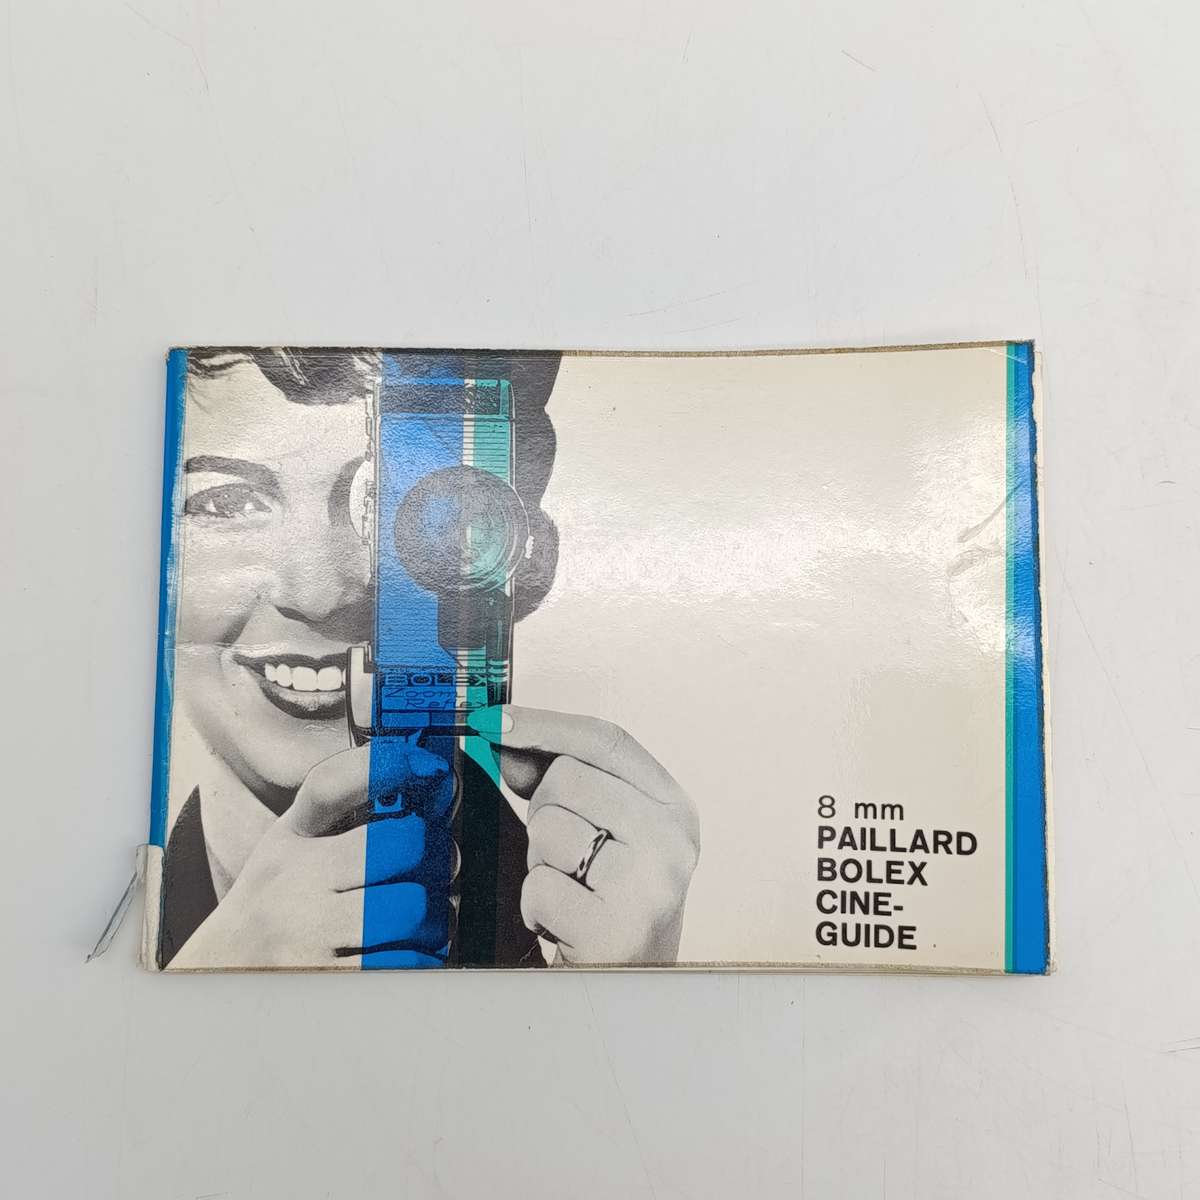 BOLEX
Zoom
Reflex
8 mm
PAILLARD
BOLEX
CINE-
GUIDE